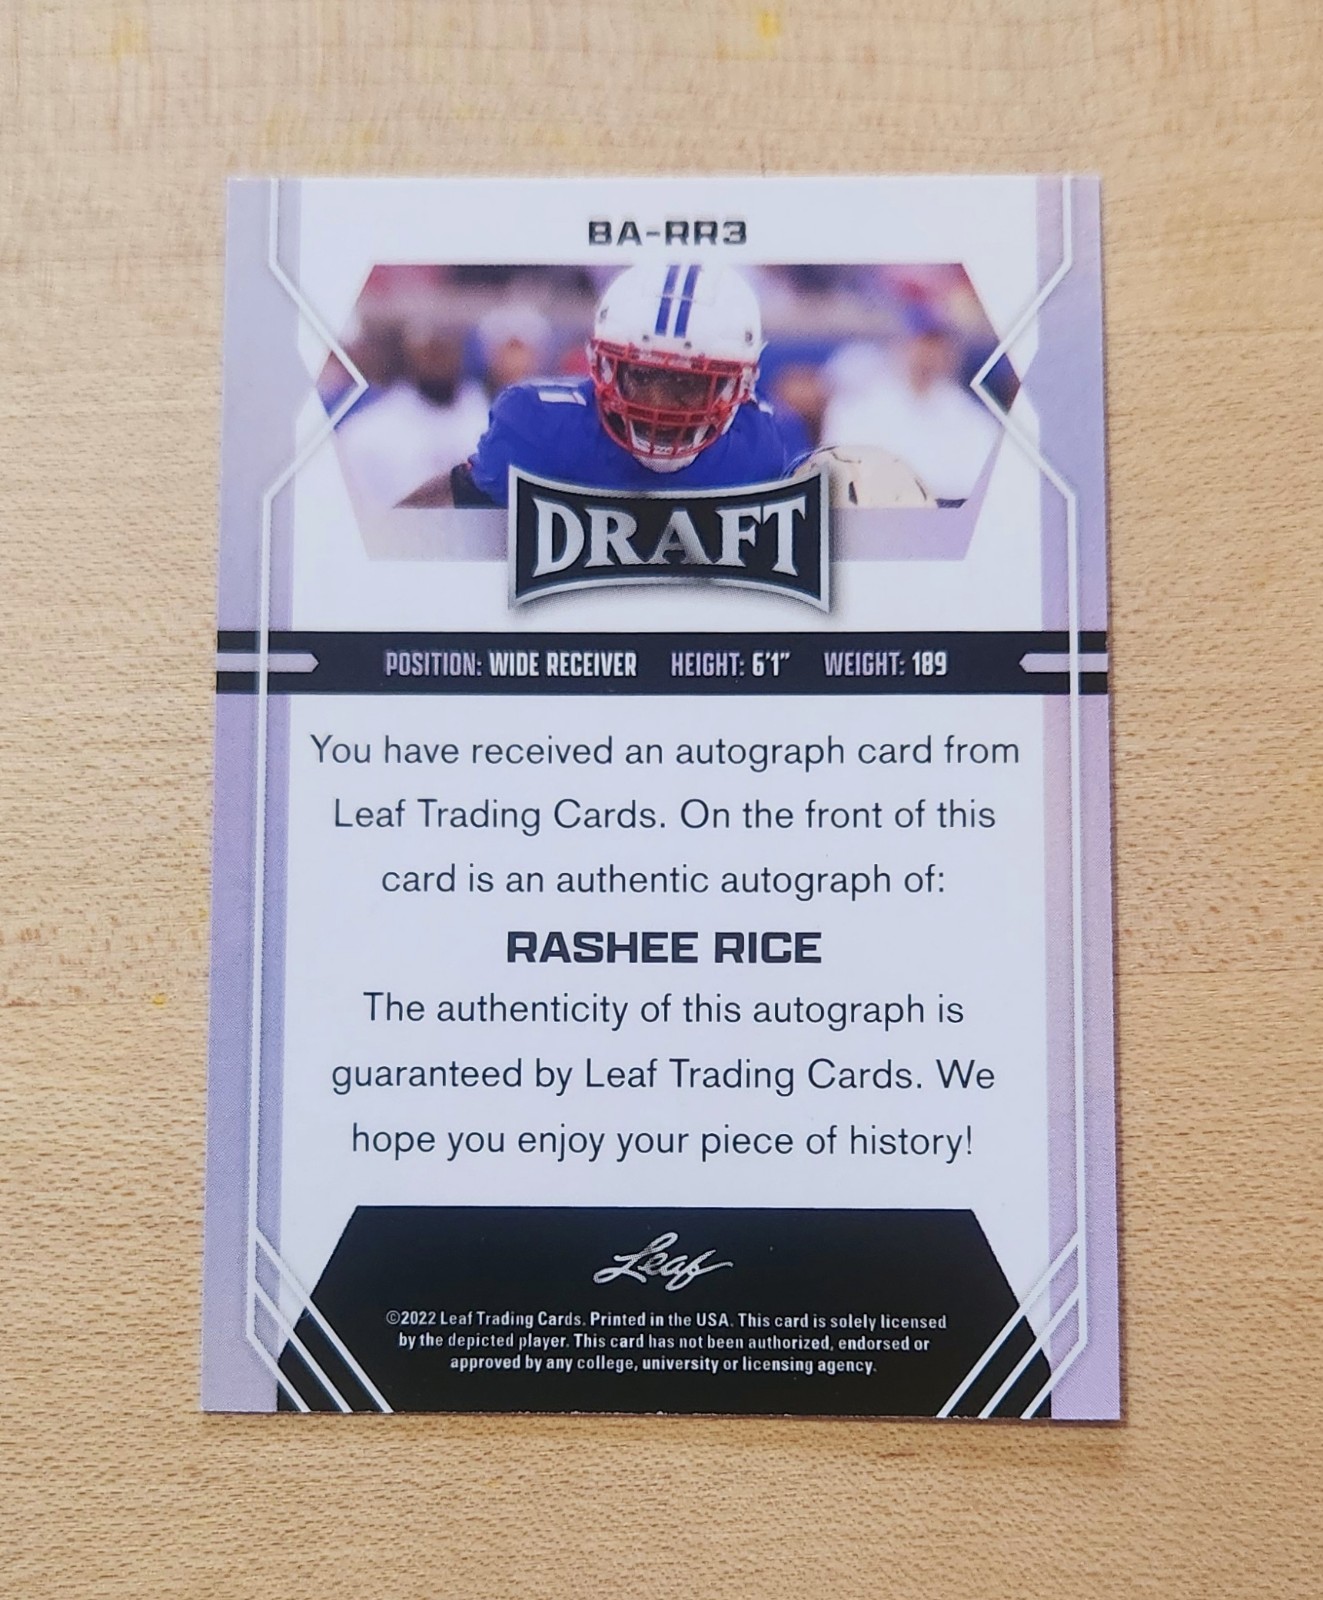 BA-RR3
DRAFT
POSITION: WIDE RECEIVER HEIGHT: 6'1" WEIGHT: 189
You have received an autograph card from
Leaf Trading Cards. On the front of this
card is an authentic autograph of:
RASHEE RICE
The authenticity of this autograph is
guaranteed by Leaf Trading Cards. We
hope you enjoy your piece of history!
Leaf
©2022 Leaf Trading Cards. Printed in the USA. This card is solely licensed
by the depicted player. This card has not been authorized, endorsed or
approved by any college, university or licensing agency.